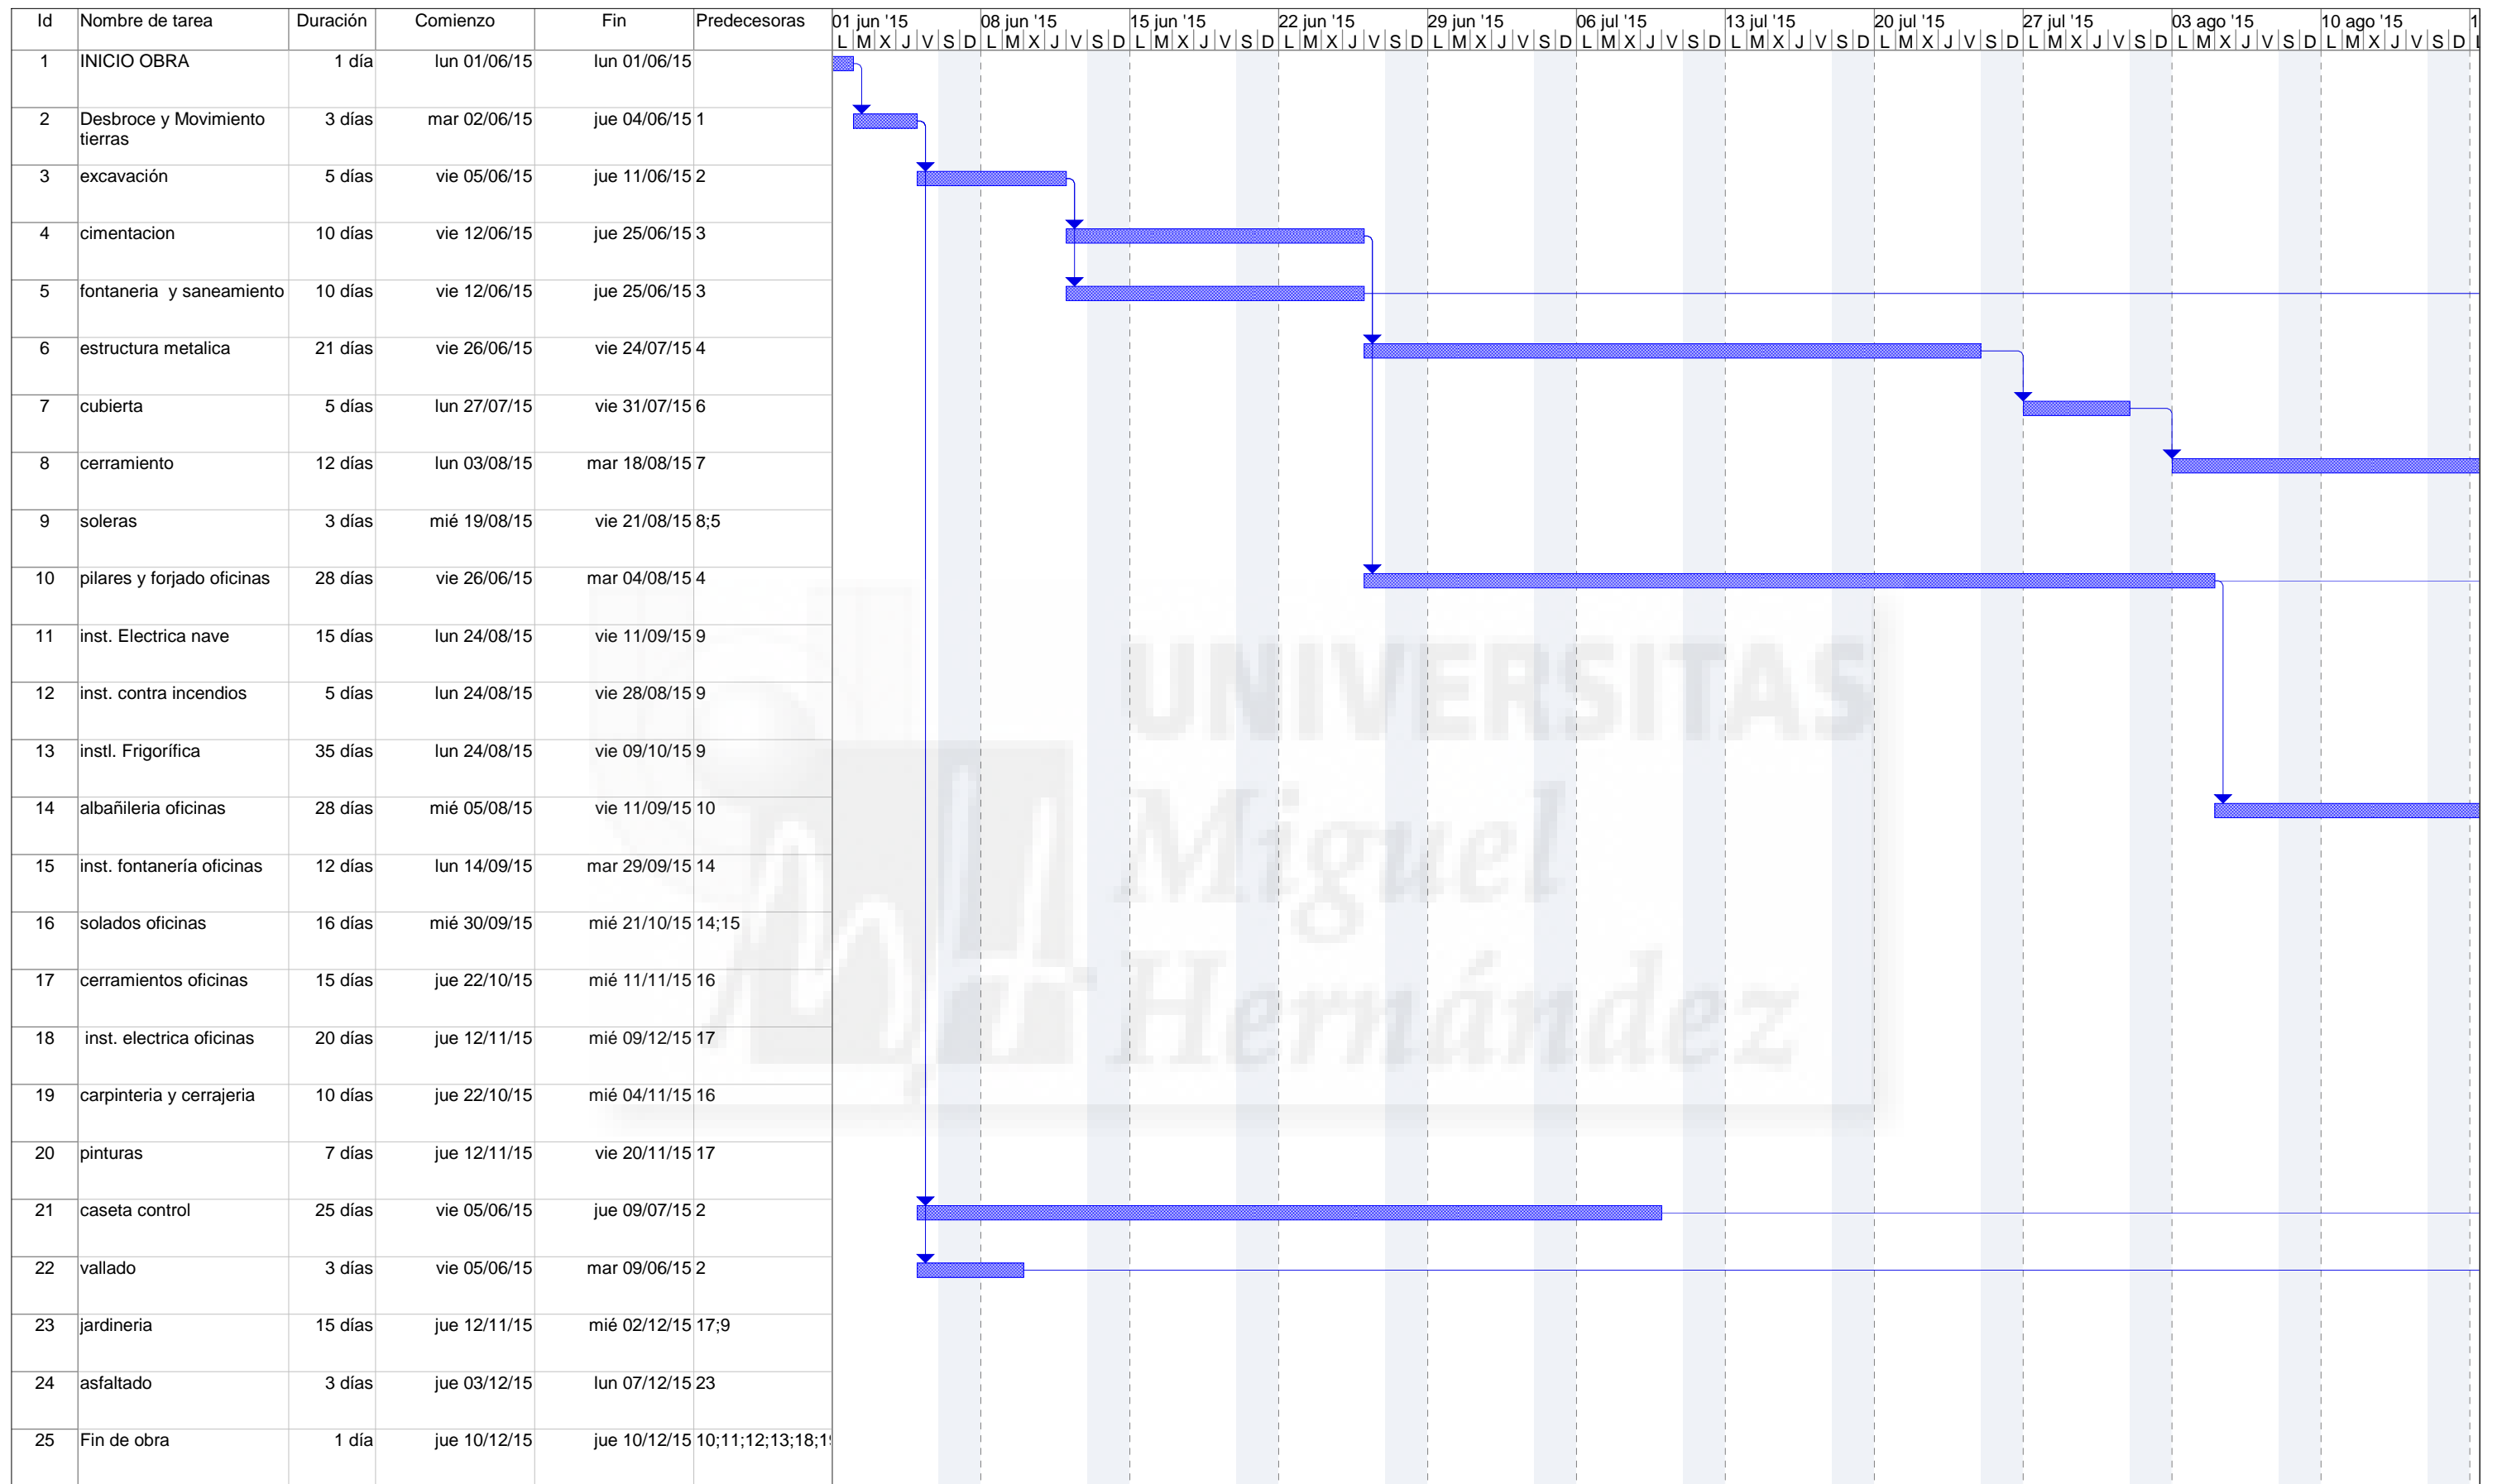 Id Nombre de tarea Duración Comienzo Fin Predecesoras 01 jun '15 08 jun '15 15 jun '15 22 jun '15 29 jun '15 06 jul '15 13 jul '15 20 jul '15 27 jul '15 03 ago '15 10 ago '15 1
L M X J V S D L M X J V S D L M X J V S D L M X J V S D L M X J V S D L M X J V S D L M X J V S D L M X J V S D L M X J V S D L M X J V S D L M X J V S D L
1 INICIO OBRA 1 día lun 01/06/15 lun 01/06/15
2 Desbroce y Movimiento 3 días mar 02/06/15 jue 04/06/15 1
tierras
3 excavación 5 días vie 05/06/15 jue 11/06/15 2
4 cimentacion 10 días vie 12/06/15 jue 25/06/15 3
5 fontaneria y saneamiento 10 días vie 12/06/15 jue 25/06/15 3
6 estructura metalica 21 días vie 26/06/15 vie 24/07/15 4
7 cubierta 5 días lun 27/07/15 vie 31/07/15 6
8 cerramiento 12 días lun 03/08/15 mar 18/08/15 7
9 soleras 3 días mié 19/08/15 vie 21/08/15 8;5
10 pilares y forjado oficinas 28 días vie 26/06/15 mar 04/08/15 4
11 inst. Electrica nave 15 días lun 24/08/15 vie 11/09/15 9
12 inst. contra incendios 5 días lun 24/08/15 vie 28/08/15 9
13 instl. Frigorífica 35 días lun 24/08/15 vie 09/10/15 9
14 albañileria oficinas 28 días mié 05/08/15 vie 11/09/15 10
15 inst. fontanería oficinas 12 días lun 14/09/15 mar 29/09/15 14
16 solados oficinas 16 días mié 30/09/15 mié 21/10/15 14;15
17 cerramientos oficinas 15 días jue 22/10/15 mié 11/11/15 16
18 inst. electrica oficinas 20 días jue 12/11/15 mié 09/12/15 17
19 carpinteria y cerrajeria 10 días jue 22/10/15 mié 04/11/15 16
20 pinturas 7 días jue 12/11/15 vie 20/11/15 17
21 caseta control 25 días vie 05/06/15 jue 09/07/15 2
22 vallado 3 días vie 05/06/15 mar 09/06/15 2
23 jardineria 15 días jue 12/11/15 mié 02/12/15 17;9
24 asfaltado 3 días jue 03/12/15 lun 07/12/15 23
25 Fin de obra 1 día jue 10/12/15 jue 10/12/15 10;11;12;13;18;1
UNIVERSITAS
Miguel
Hernández